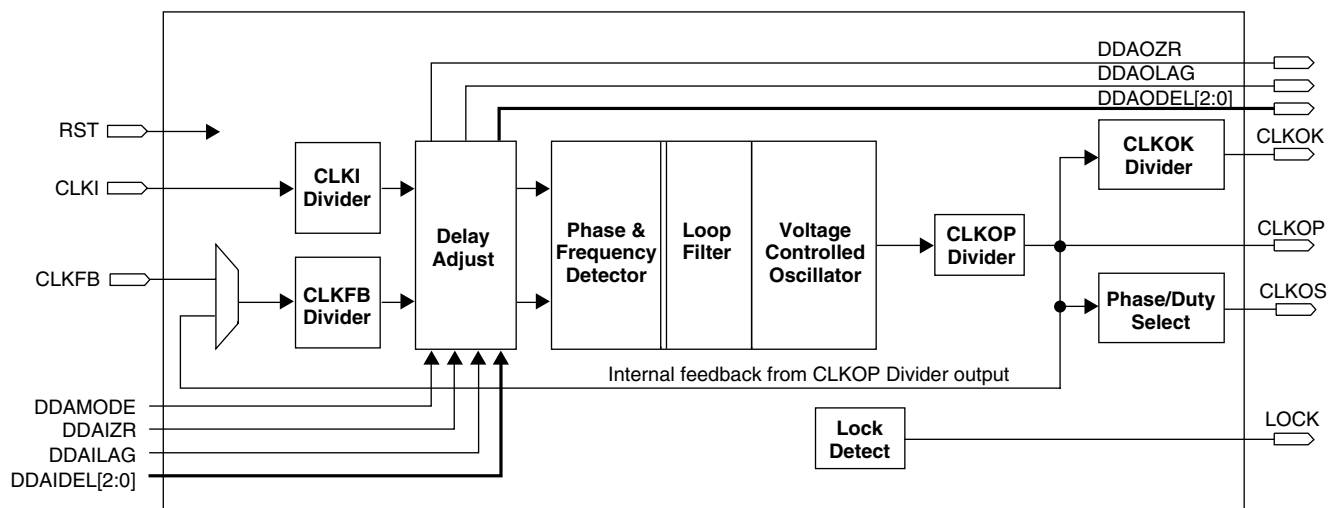 DDAOZR
DDAOLAG
DDAODEL[2:0]
RST
CLKI
CLKFB
CLKI
Divider
CLKFB
Divider
Delay
Adjust
Phase &
Frequency
Detector
Loop
Filter
Voltage
Controlled
Oscillator
CLKOP
Divider
CLKOK
Divider
CLKOK
CLKOP
Phase/Duty
Select
CLKOS
Internal feedback from CLKOP Divider output
DDAMODE
DDAIZR
DDAILAG
DDAIDEL[2:0]
Lock
Detect
LOCK